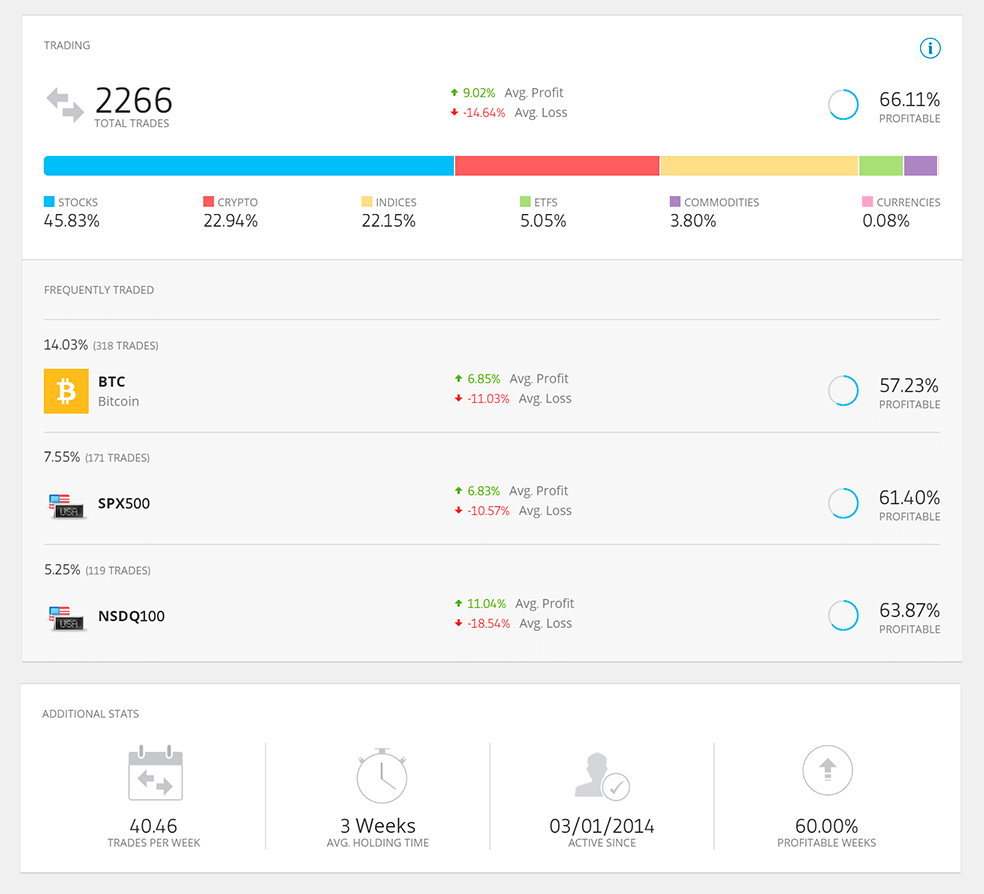 TRADING
2266
TOTAL TRADES
9.02% Avg. Profit
-14.64% Avg. Loss
66.11%
PROFITABLE
STOCKS
45.83%
CRYPTO
22.94%
INDICES
22.15%
ETFS
5.05%
COMMODITIES
3.80%
CURRENCIES
0.08%
FREQUENTLY TRADED
14.03% (318 TRADES)
BTC
Bitcoin
6.85% Avg. Profit
-11.03% Avg. Loss
57.23%
PROFITABLE
7.55% (171 TRADES)
USA
SPX500
6.83% Avg. Profit
-10.57% Avg. Loss
61.40%
PROFITABLE
5.25% (119 TRADES)
USA
NSDQ100
11.04% Avg. Profit
-18.54% Avg. Loss
63.87%
PROFITABLE
ADDITIONAL STATS
40.46
TRADES PER WEEK
3 Weeks
AVG. HOLDING TIME
03/01/2014
ACTIVE SINCE
60.00%
PROFITABLE WEEKS